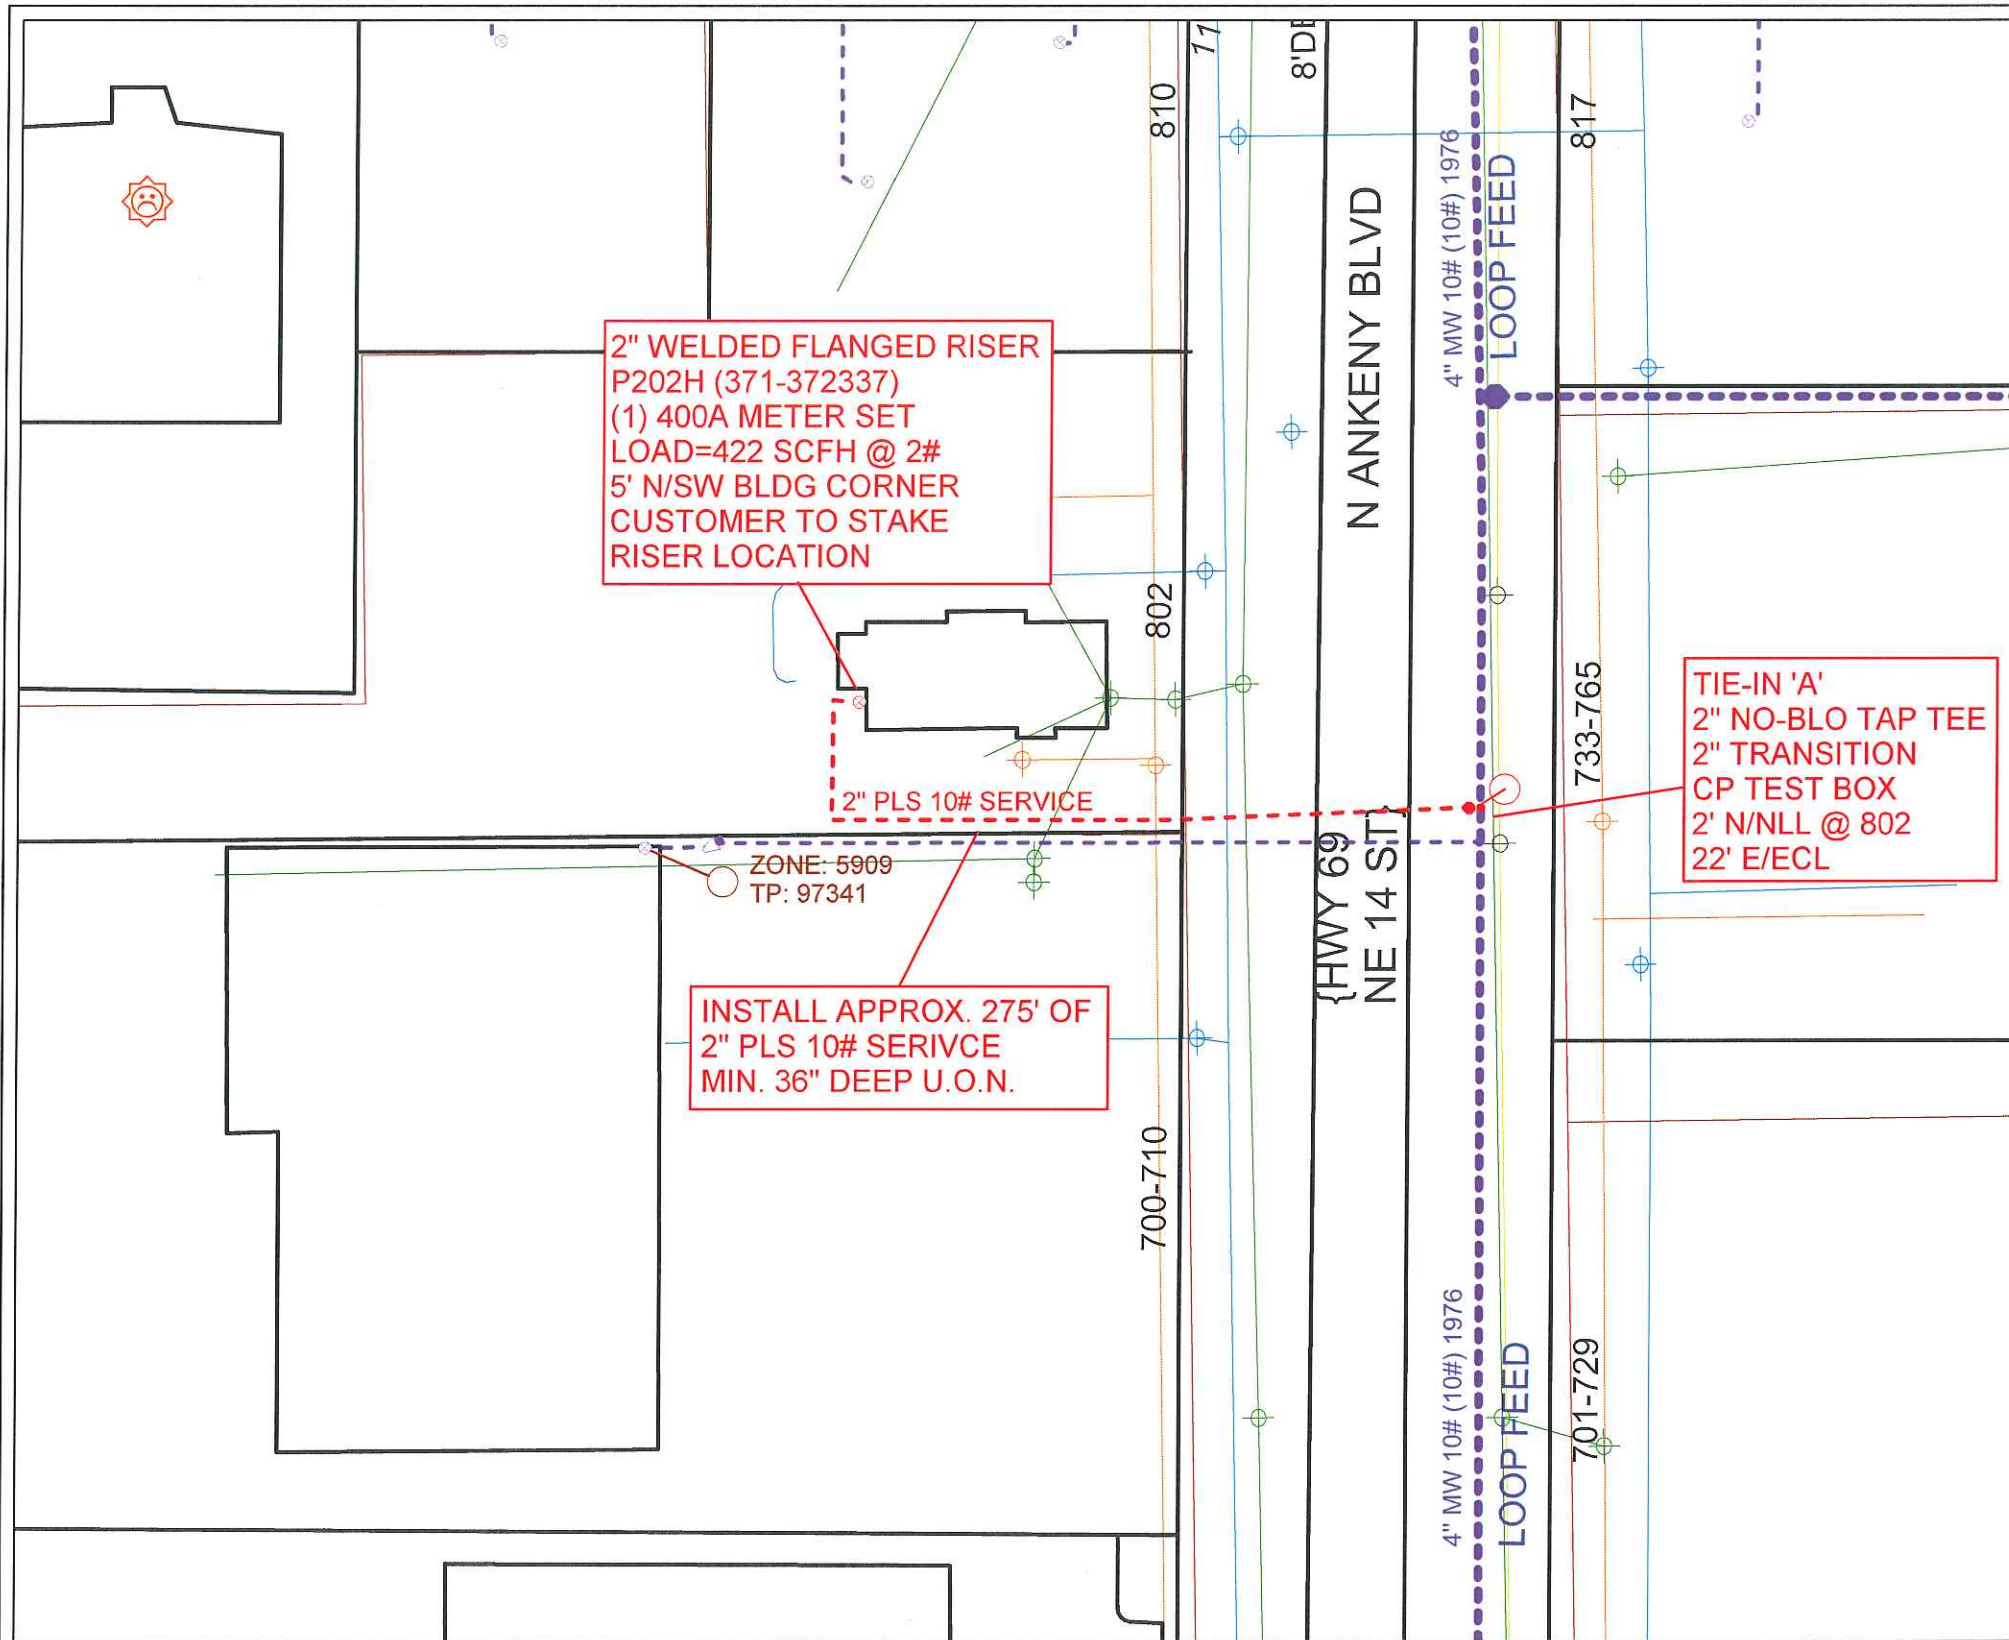 11
8'DE
810
817
4" MW 10# (10#) 1976
LOOP FEED
N ANKENY BLVD
2" WELDED FLANGED RISER
P202H (371-372337)
(1) 400A METER SET
LOAD=422 SCFH @ 2#
5' N/SW BLDG CORNER
CUSTOMER TO STAKE
RISER LOCATION
802
733-765
TIE-IN 'A'
2" NO-BLO TAP TEE
2" TRANSITION
CP TEST BOX
2' N/NLL @ 802
22' E/ECL
2" PLS 10# SERVICE
{HWY 69
NE 14 ST}
ZONE: 5909
TP: 97341
INSTALL APPROX. 275' OF
2" PLS 10# SERIVCE
MIN. 36" DEEP U.O.N.
700-710
4" MW 10# (10#) 1976
LOOP FEED
701-729